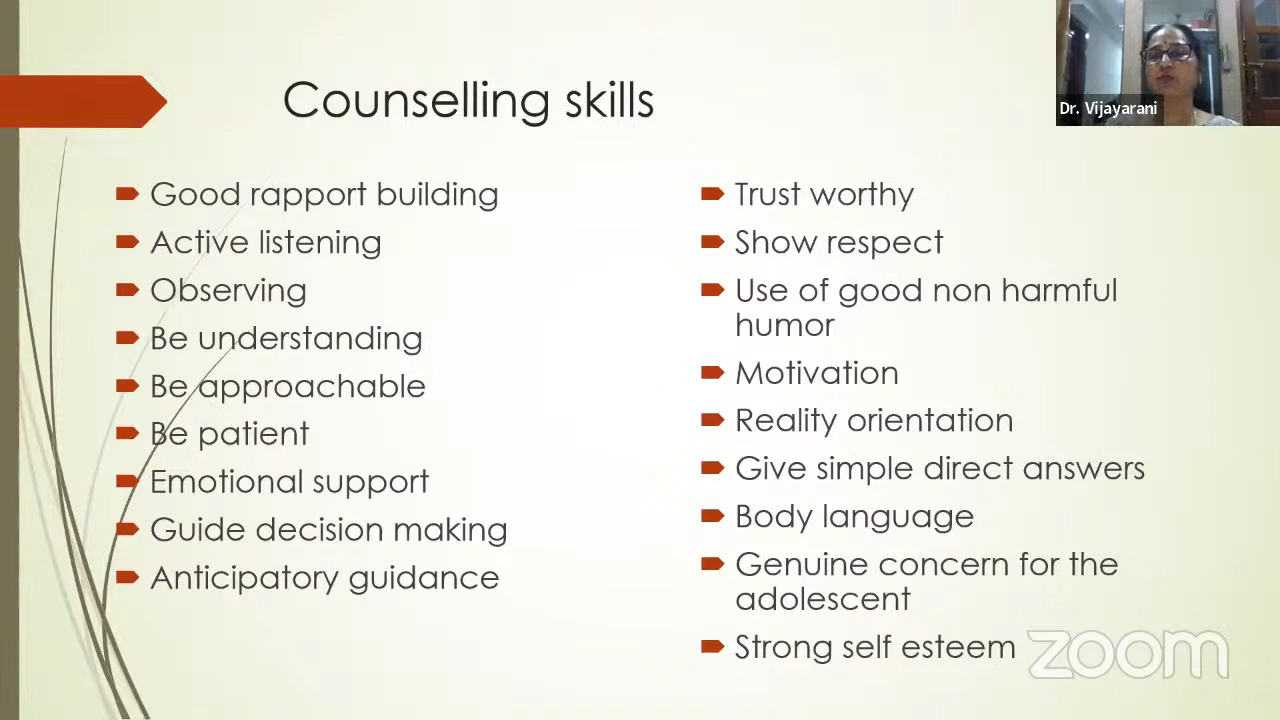 Counselling skills
Dr. Vijayarani
Good rapport building
Active listening
Observing
Be understanding
Be approachable
Be patient
Emotional support
Guide decision making
Anticipatory guidance
Trust worthy
Show respect
Use of good non harmful
humor
Motivation
Reality orientation
Give simple direct answers
Body language
Genuine concern for the
adolescent
Strong self esteem
zoom